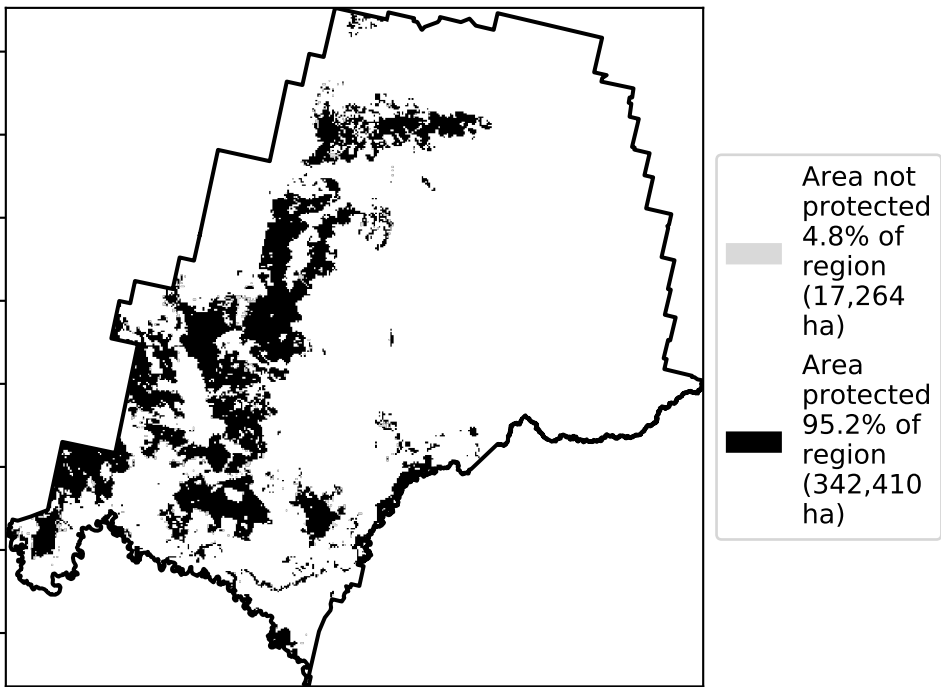 Area not
protected
4.8% of
region
(17,264
ha)
Area
protected
95.2% of
region
(342,410
ha)